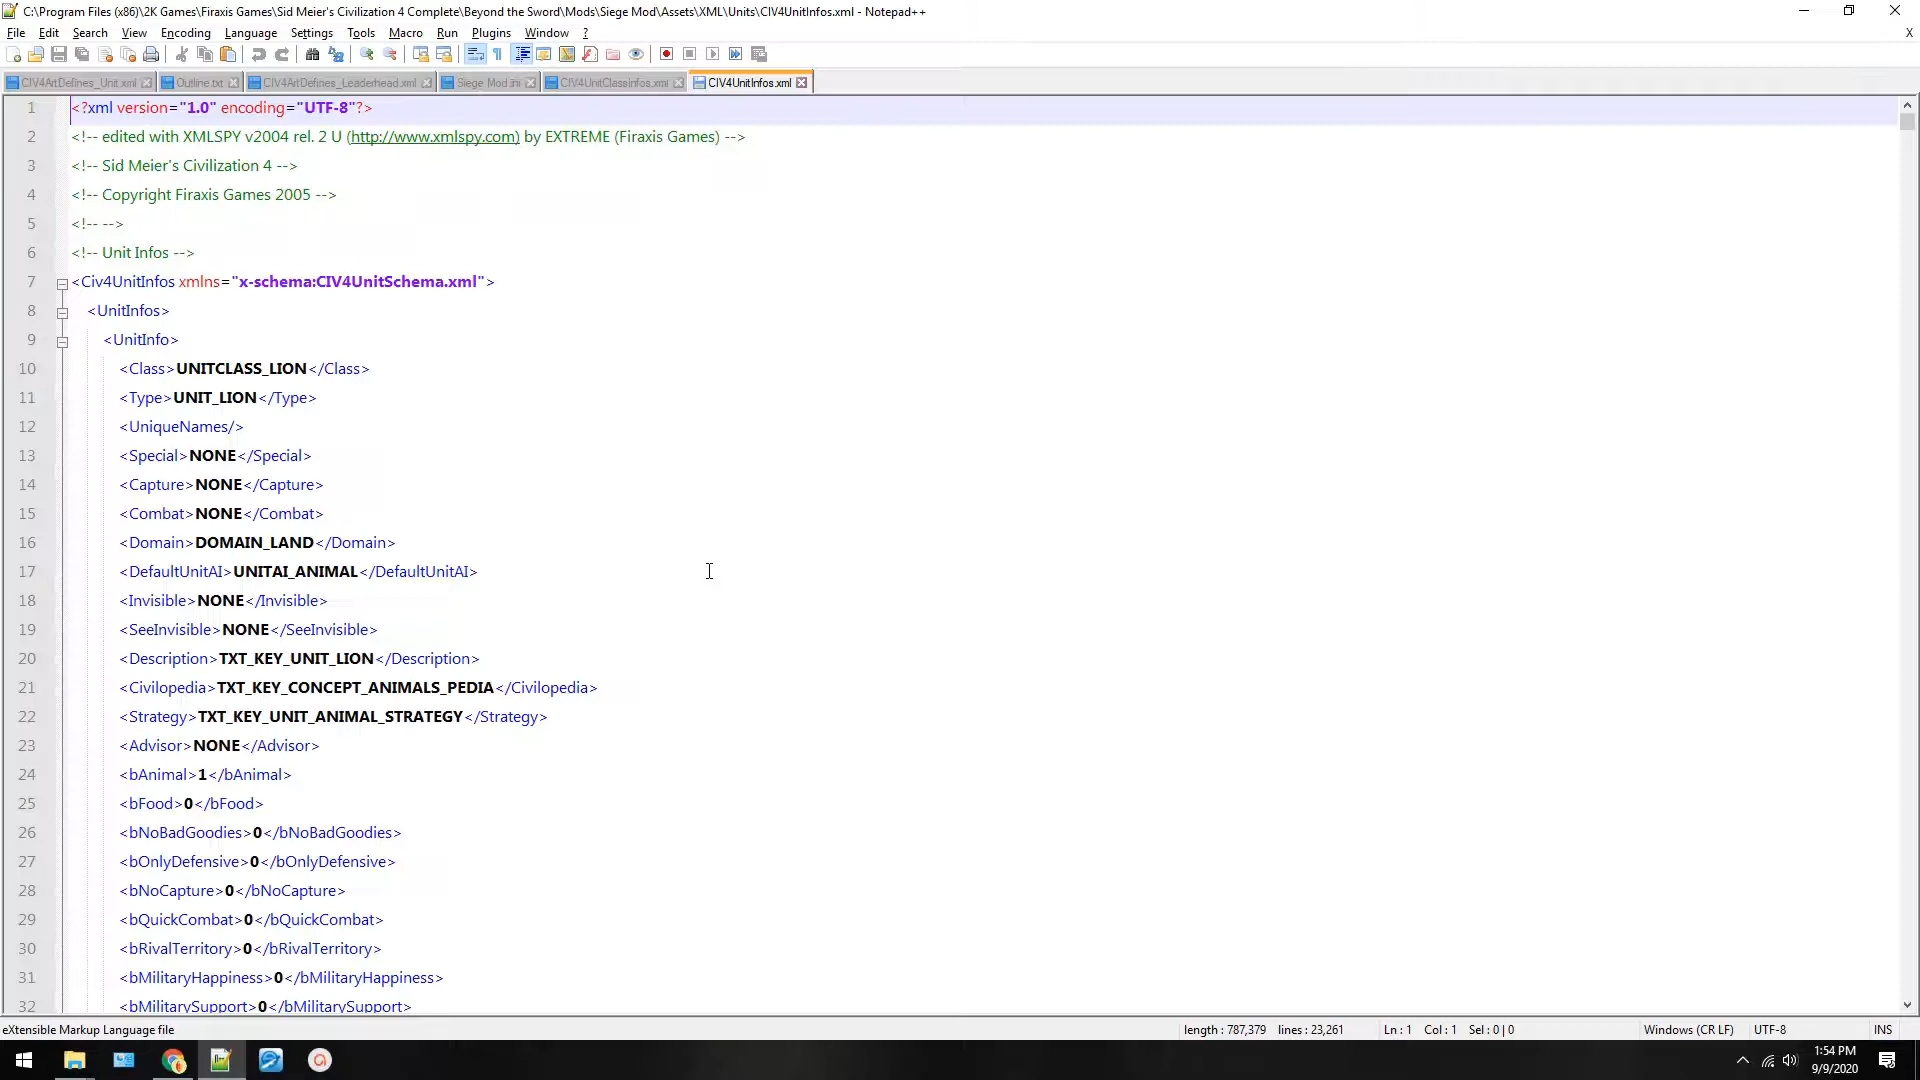 C:\Program Files (x86)\2K Games\Firaxis Games\Sid Meier's Civilization 4 Complete\Beyond the Sword\Mods\Siege Mod\Assets\XML\Units\CIV4UnitInfos.xml - Notepad++
File Edit Search View Encoding Language Settings Tools Macro Run Plugins Window ? X
CIV4ArtDefines_Unit.xml Outline.txt CIV4ArtDefines_Leaderhead.xml Siege Mod.ini CIV4UnitClassInfos.xml CIV4UnitInfos.xml
1 <?xml version="1.0" encoding="UTF-8"?>
2 <!-- edited with XMLSPY v2004 rel. 2 U (http://www.xmlspy.com) by EXTREME (Firaxis Games) -->
3 <!-- Sid Meier's Civilization 4 -->
4 <!-- Copyright Firaxis Games 2005 -->
5 <!-- -->
6 <!-- Unit Infos -->
7 <Civ4UnitInfos xmlns="x-schema:CIV4UnitSchema.xml">
8 <UnitInfos>
9 <UnitInfo>
10 <Class>UNITCLASS_LION</Class>
11 <Type>UNIT_LION</Type>
12 <UniqueNames/>
13 <Special>NONE</Special>
14 <Capture>NONE</Capture>
15 <Combat>NONE</Combat>
16 <Domain>DOMAIN_LAND</Domain>
17 <DefaultUnitAI>UNITAI_ANIMAL</DefaultUnitAI>
18 <Invisible>NONE</Invisible>
19 <SeeInvisible>NONE</SeeInvisible>
20 <Description>TXT_KEY_UNIT_LION</Description>
21 <Civilopedia>TXT_KEY_CONCEPT_ANIMALS_PEDIA</Civilopedia>
22 <Strategy>TXT_KEY_UNIT_ANIMAL_STRATEGY</Strategy>
23 <Advisor>NONE</Advisor>
24 <bAnimal>1</bAnimal>
25 <bFood>0</bFood>
26 <bNoBadGoodies>0</bNoBadGoodies>
27 <bOnlyDefensive>0</bOnlyDefensive>
28 <bNoCapture>0</bNoCapture>
29 <bQuickCombat>0</bQuickCombat>
30 <bRivalTerritory>0</bRivalTerritory>
31 <bMilitaryHappiness>0</bMilitaryHappiness>
32 <bMilitarySupport>0</bMilitarySupport>
eXtensible Markup Language file length : 787,379 lines : 23,261 Ln : 1 Col : 1 Sel : 0 | 0 Windows (CR LF) UTF-8 INS
1:54 PM
9/9/2020